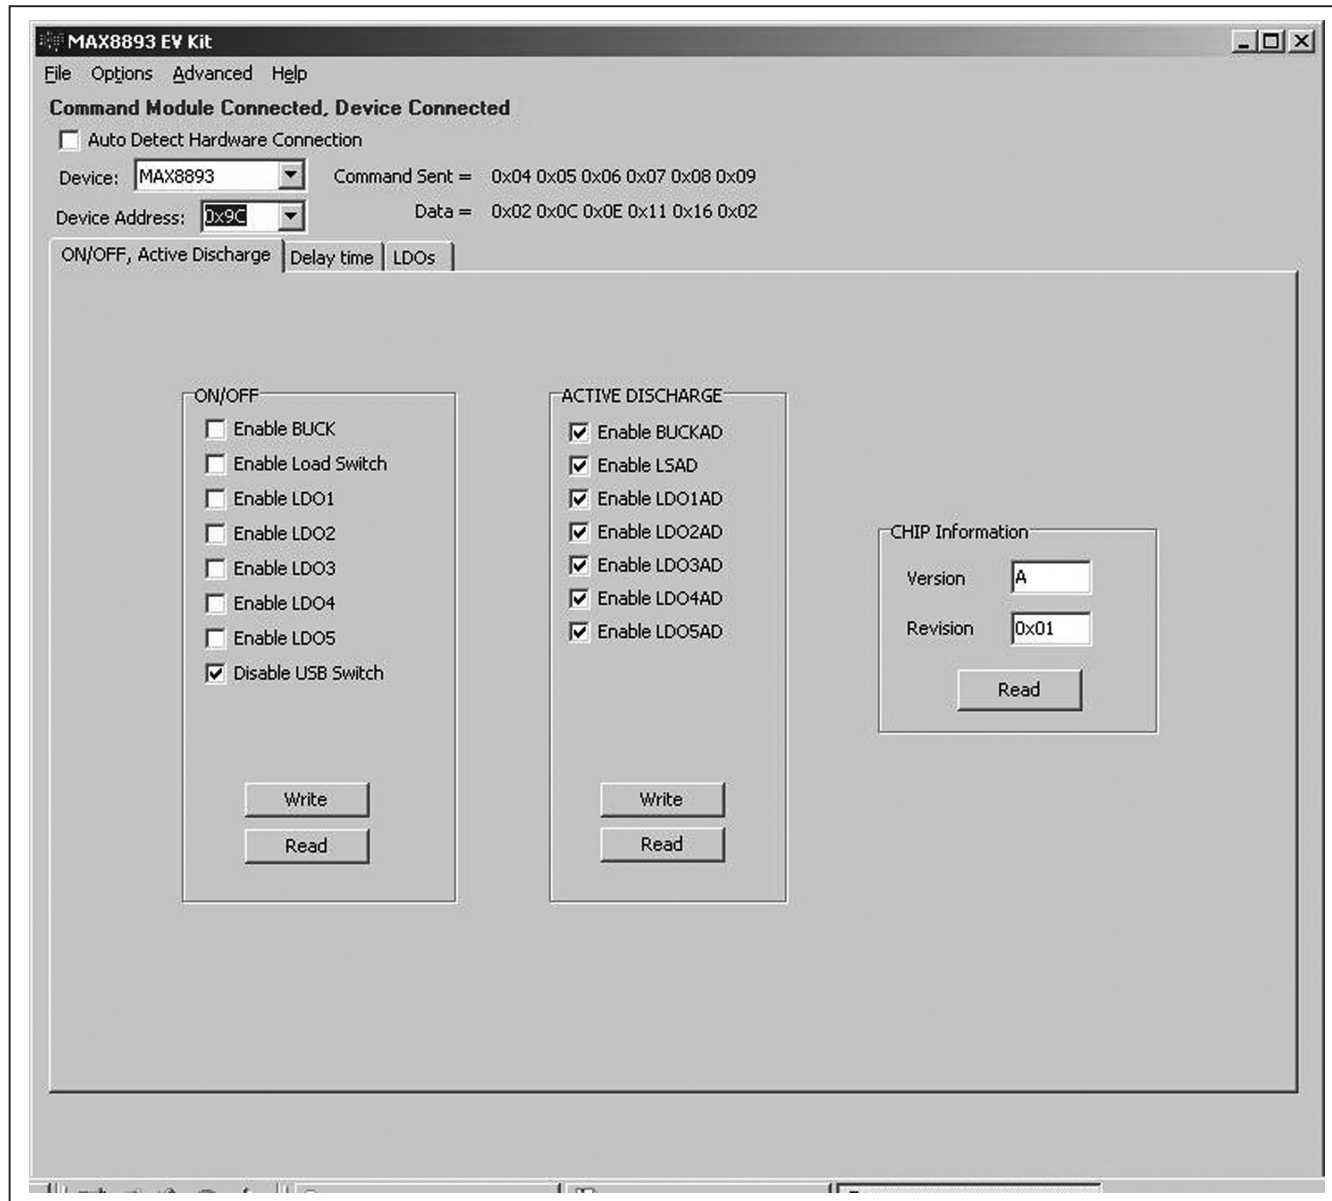 MAX8893 EV Kit
File Options Advanced Help
Command Module Connected, Device Connected
Auto Detect Hardware Connection
Device: MAX8893 Command Sent = 0x04 0x05 0x06 0x07 0x08 0x09
Device Address: 0x9C Data = 0x02 0x0C 0x0E 0x11 0x16 0x02
ON/OFF, Active Discharge Delay time LDOs
ON/OFF
Enable BUCK
Enable Load Switch
Enable LDO1
Enable LDO2
Enable LDO3
Enable LDO4
Enable LDO5
Disable USB Switch
Write
Read
ACTIVE DISCHARGE
Enable BUCKAD
Enable LSAD
Enable LDO1AD
Enable LDO2AD
Enable LDO3AD
Enable LDO4AD
Enable LDO5AD
Write
Read
CHIP Information
Version A
Revision 0x01
Read